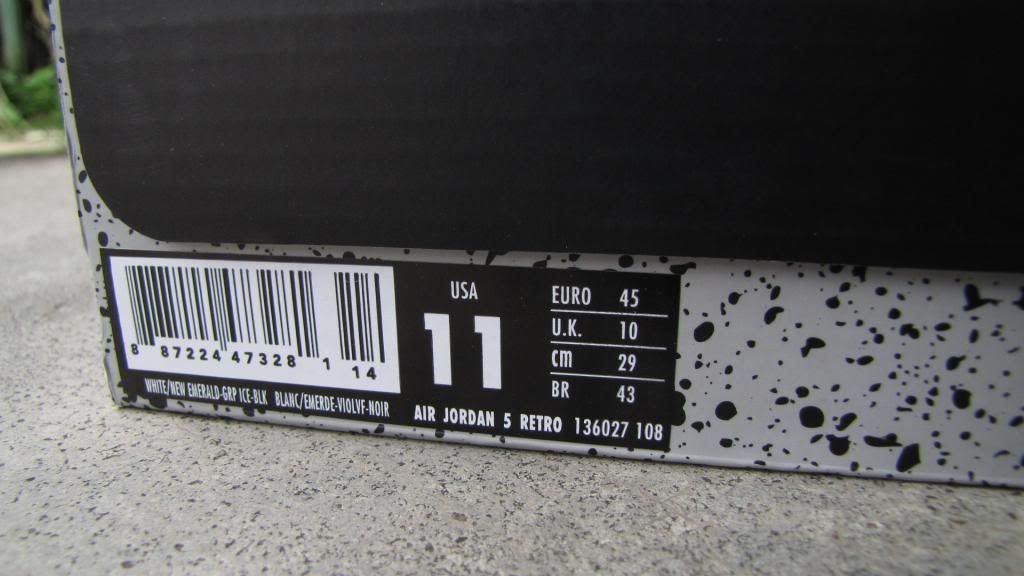 8 87224 47328 1 14
WHITE/NEW EMERALD-GRP ICE-BLK BLANC/EMERDE-VIOLVF-NOIR
USA
11
EURO 45
U.K. 10
cm 29
BR 43
AIR JORDAN 5 RETRO 136027 108